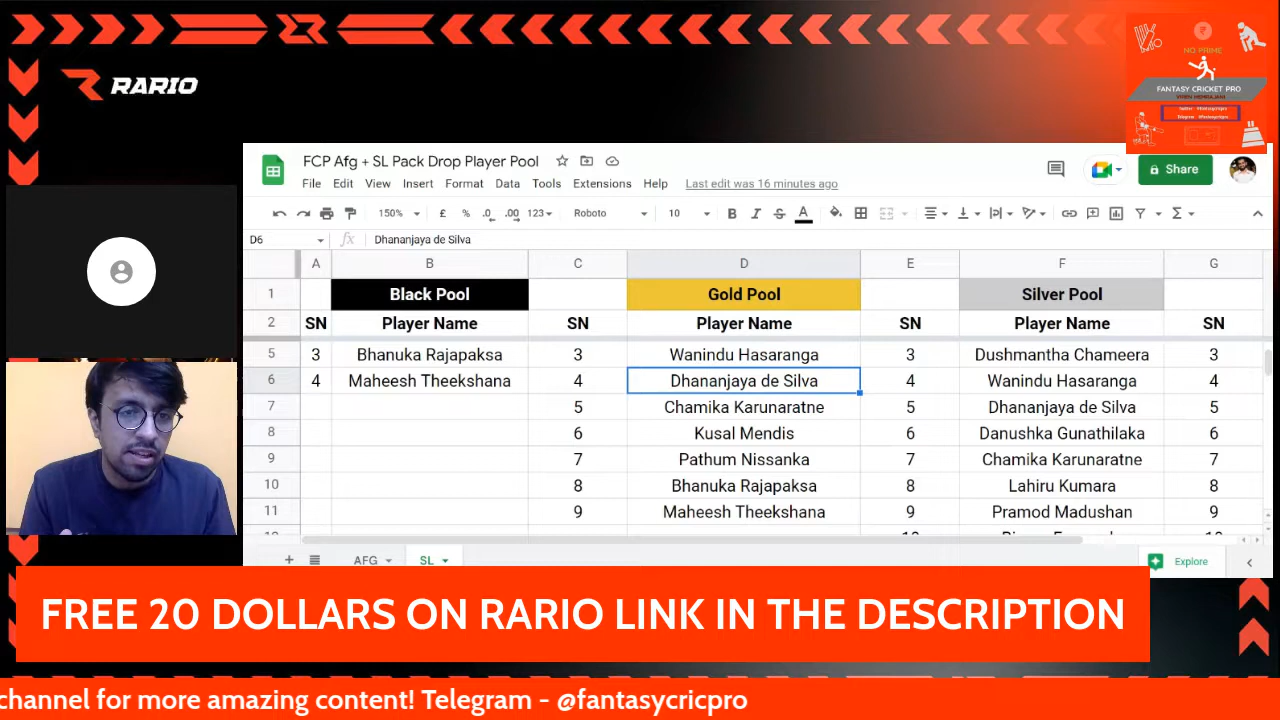 RARIO
NO PRIME
FANTASY CRICKET PRO
FCP Afg + SL Pack Drop Player Pool
File Edit View Insert Format Data Tools Extensions Help Last edit was 16 minutes ago
Share
150% £ % .0 .00 123 Roboto 10 B I S A
D6 fx Dhananjaya de Silva
A B C D E F G
1 Black Pool Gold Pool Silver Pool
2 SN Player Name SN Player Name SN Player Name SN
5 3 Bhanuka Rajapaksa 3 Wanindu Hasaranga 3 Dushmantha Chameera 3
6 4 Maheesh Theekshana 4 Dhananjaya de Silva 4 Wanindu Hasaranga 4
7 5 Chamika Karunaratne 5 Dhananjaya de Silva 5
8 6 Kusal Mendis 6 Danushka Gunathilaka 6
9 7 Pathum Nissanka 7 Chamika Karunaratne 7
10 8 Bhanuka Rajapaksa 8 Lahiru Kumara 8
11 9 Maheesh Theekshana 9 Pramod Madushan 9
AFG SL Explore
FREE 20 DOLLARS ON RARIO LINK IN THE DESCRIPTION
channel for more amazing content! Telegram - @fantasycricpro